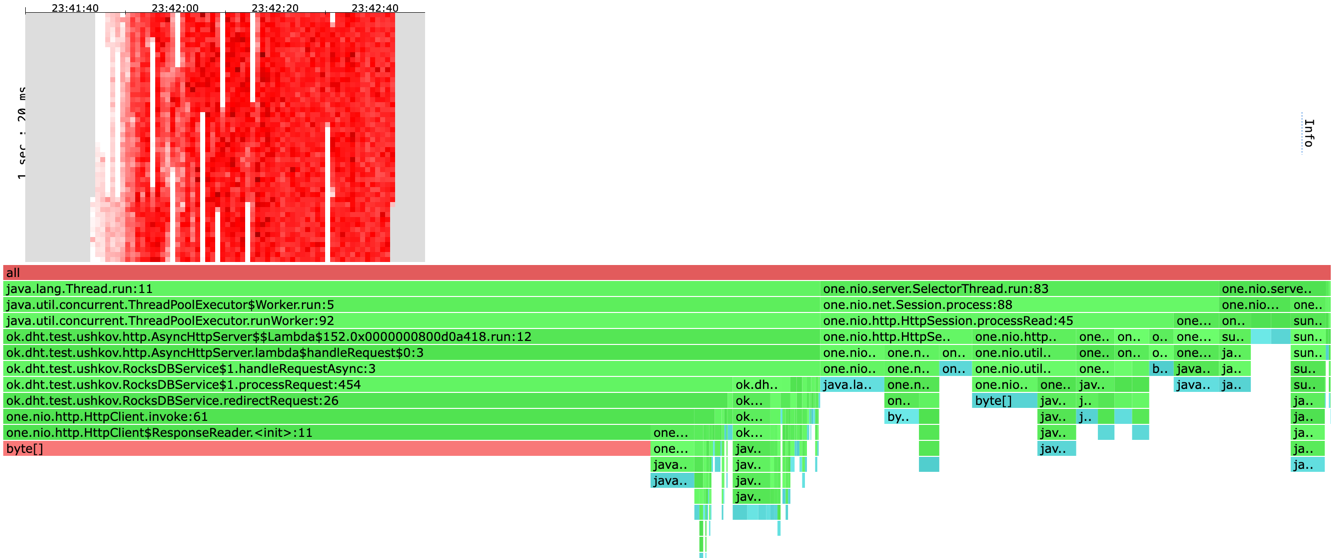 23:41:40 23:42:00 23:42:20 23:42:40
1 sec : 20 ms
Info
all
java.lang.Thread.run:11 one.nio.server.SelectorThread.run:83 one.nio.serve..
java.util.concurrent.ThreadPoolExecutor$Worker.run:5 one.nio.net.Session.process:88 one.nio... one..
java.util.concurrent.ThreadPoolExecutor.runWorker:92 one.nio.http.HttpSession.processRead:45 one... on.. sun..
ok.dht.test.ushkov.http.AsyncHttpServer$$Lambda$152.0x0000000800d0a418.run:12 one.nio.http.HttpSe.. one.nio.http.. one.. on.. o.. one... su.. sun..
ok.dht.test.ushkov.http.AsyncHttpServer.lambda$handleRequest$0:3 one.nio.. one.n.. on.. one.nio.util.. one.. on.. o.. one... ja.. sun..
ok.dht.test.ushkov.RocksDBService$1.handleRequestAsync:3 one.nio.. one.n.. on.. one.nio.util.. one.. b.. java.. ja.. su..
ok.dht.test.ushkov.RocksDBService$1.processRequest:454 ok.dh.. java.la.. one.n.. one.nio... one.. jav.. java.. ja.. su..
ok.dht.test.ushkov.RocksDBService.redirectRequest:26 ok... on.. byte[] jav.. j.. ja..
one.nio.http.HttpClient.invoke:61 ok... by.. jav.. j.. ja..
one.nio.http.HttpClient$ResponseReader.<init>:11 one... ok... jav.. ja..
byte[] one... jav.. jav.. ja..
java.. jav.. ja..
java.. jav..
jav..